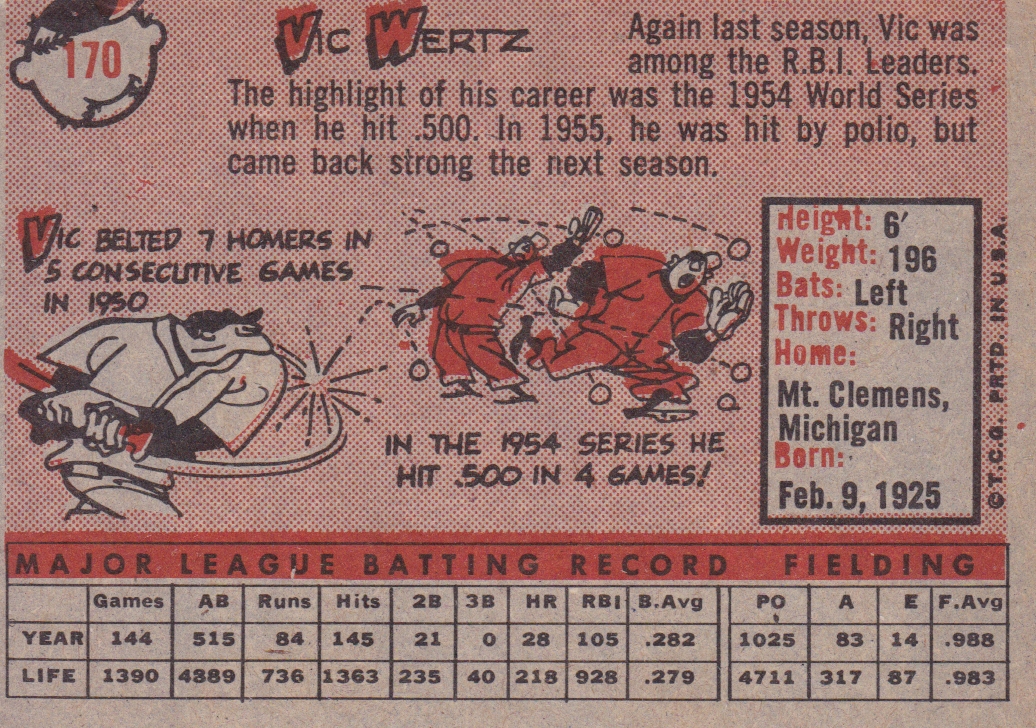 170
Vic Wertz
Again last season, Vic was
among the R.B.I. Leaders.
The highlight of his career was the 1954 World Series
when he hit .500. In 1955, he was hit by polio, but
came back strong the next season.
VIC BELTED 7 HOMERS IN
5 CONSECUTIVE GAMES
IN 1950
IN THE 1954 SERIES HE
HIT .500 IN 4 GAMES!
Height: 6'
Weight: 196
Bats: Left
Throws: Right
Home:
Mt. Clemens,
Michigan
Born:
Feb. 9, 1925
© T.C.G. PRTD. IN U.S.A.
MAJOR LEAGUE BATTING RECORD FIELDING
Games AB Runs Hits 2B 3B HR RBI B.Avg PO A E F.Avg
YEAR 144 515 84 145 21 0 28 105 .282 1025 83 14 .988
LIFE 1390 4889 736 1363 235 40 218 928 .279 4711 317 87 .983